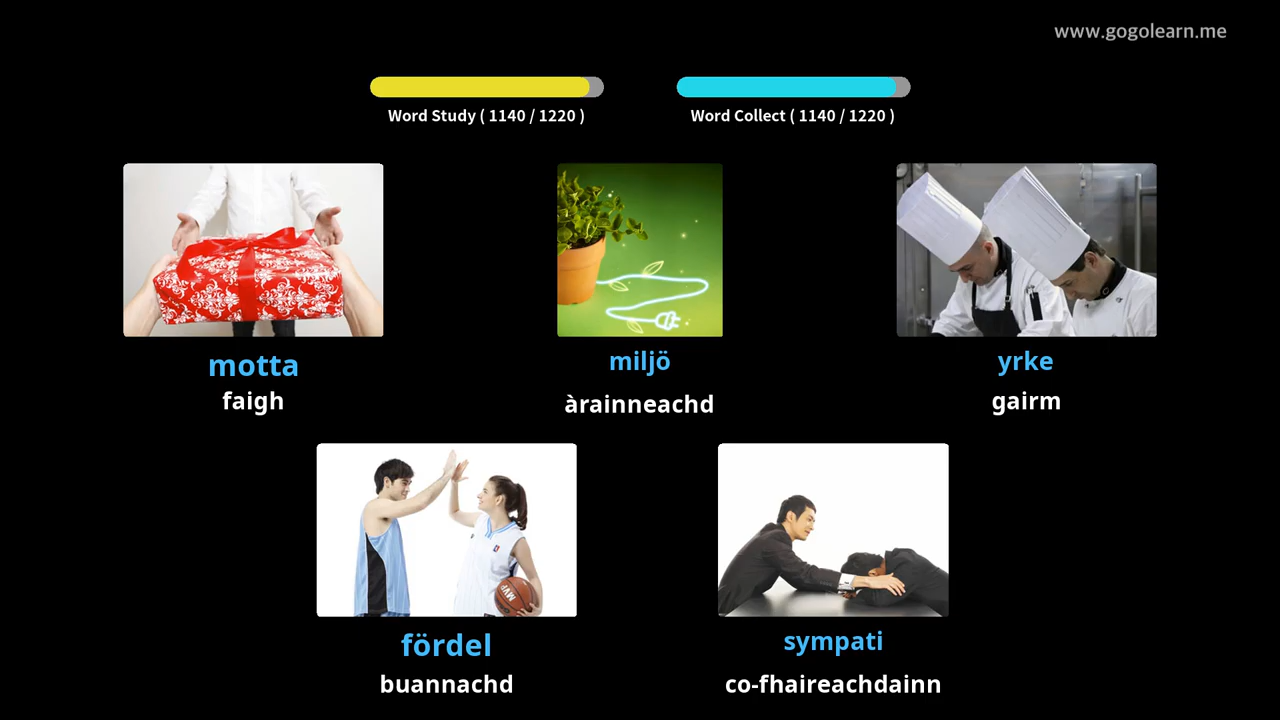 www.gogolearn.me
Word Study ( 1140 / 1220 )
Word Collect ( 1140 / 1220 )
motta
faigh
miljö
àrainneachd
yrke
gairm
MVP
fördel
buannachd
sympati
co-fhaireachdainn